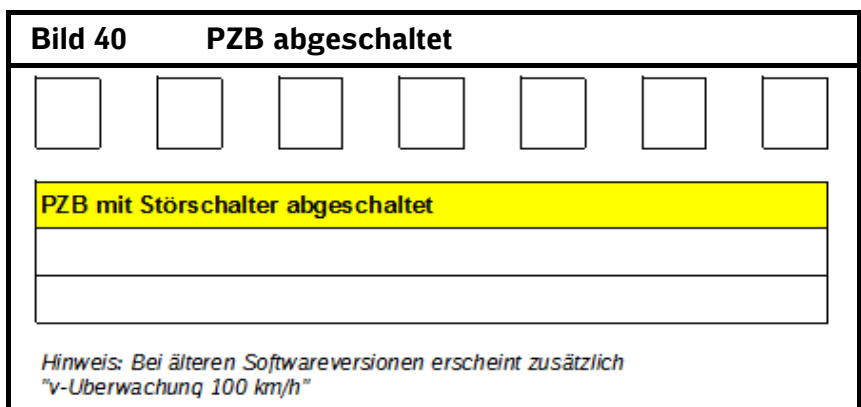 Bild 40 PZB abgeschaltet
PZB mit Störschalter abgeschaltet
Hinweis: Bei älteren Softwareversionen erscheint zusätzlich
"v-Überwachung 100 km/h"